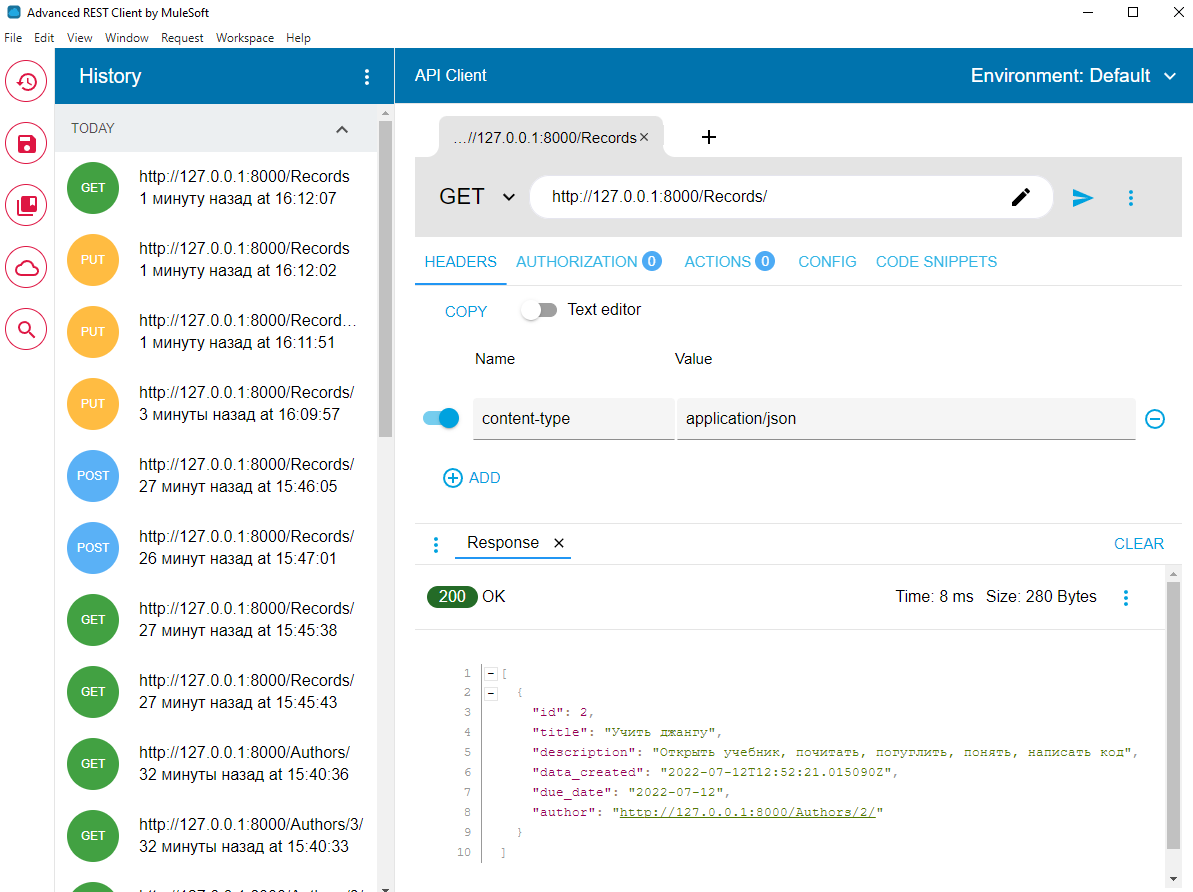 Advanced REST Client by MuleSoft
File Edit View Window Request Workspace Help
History
API Client
Environment: Default
TODAY
GET
http://127.0.0.1:8000/Records
1 минуту назад at 16:12:07
PUT
http://127.0.0.1:8000/Records
1 минуту назад at 16:12:02
PUT
http://127.0.0.1:8000/Record…
1 минуту назад at 16:11:51
PUT
http://127.0.0.1:8000/Records/
3 минуты назад at 16:09:57
POST
http://127.0.0.1:8000/Records/
27 минут назад at 15:46:05
POST
http://127.0.0.1:8000/Records/
26 минут назад at 15:47:01
GET
http://127.0.0.1:8000/Records/
27 минут назад at 15:45:38
GET
http://127.0.0.1:8000/Records/
27 минут назад at 15:45:43
GET
http://127.0.0.1:8000/Authors/
32 минуты назад at 15:40:36
GET
http://127.0.0.1:8000/Authors/3/
32 минуты назад at 15:40:33
…//127.0.0.1:8000/Records
GET
http://127.0.0.1:8000/Records/
HEADERS AUTHORIZATION 0 ACTIONS 0 CONFIG CODE SNIPPETS
COPY Text editor
Name Value
content-type application/json
ADD
Response
CLEAR
200 OK
Time: 8 ms Size: 280 Bytes
1 [
2 {
3 "id": 2,
4 "title": "Учить джангу",
5 "description": "Открыть учебник, почитать, погуглить, понять, написать код",
6 "data_created": "2022-07-12T12:52:21.015090Z",
7 "due_date": "2022-07-12",
8 "author": "http://127.0.0.1:8000/Authors/2/"
9 }
10 ]